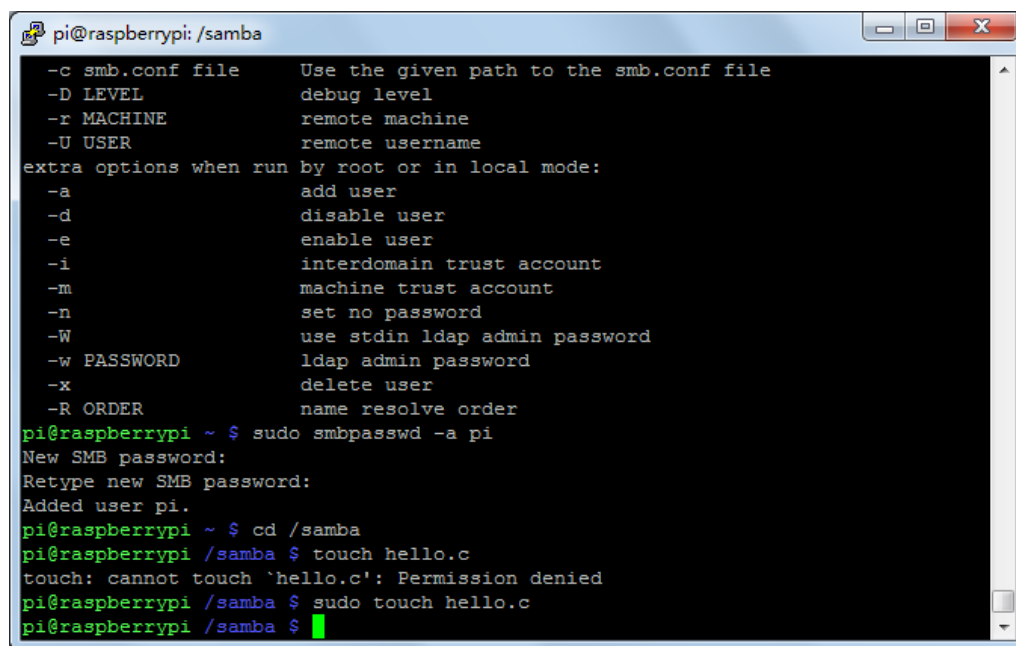 pi@raspberrypi: /samba
-c smb.conf file Use the given path to the smb.conf file
-D LEVEL debug level
-r MACHINE remote machine
-U USER remote username
extra options when run by root or in local mode:
-a add user
-d disable user
-e enable user
-i interdomain trust account
-m machine trust account
-n set no password
-W use stdin ldap admin password
-w PASSWORD ldap admin password
-x delete user
-R ORDER name resolve order
pi@raspberrypi ~ $ sudo smbpasswd -a pi
New SMB password:
Retype new SMB password:
Added user pi.
pi@raspberrypi ~ $ cd /samba
pi@raspberrypi /samba $ touch hello.c
touch: cannot touch `hello.c': Permission denied
pi@raspberrypi /samba $ sudo touch hello.c
pi@raspberrypi /samba $